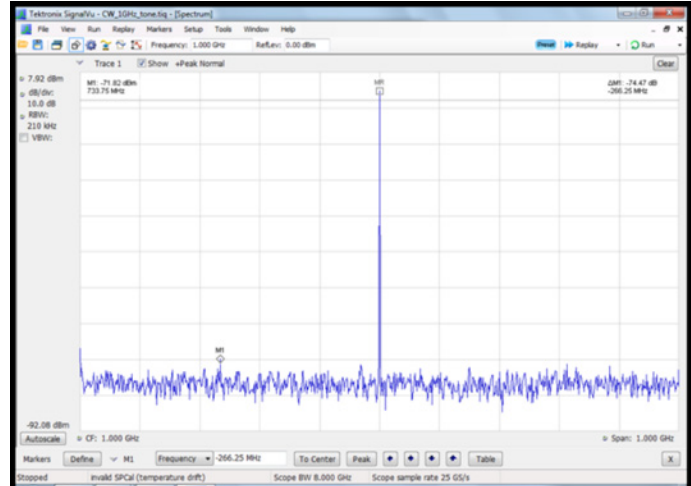 Tektronix SignalVu - CW_1GHz_tone.tiq - [Spectrum]
File View Run Replay Markers Setup Tools Window Help
Frequency: 1.000 GHz RefLev: 0.00 dBm Preset Replay Run
Trace 1 Show +Peak Normal Clear
7.92 dBm
dB/div:
10.0 dB
RBW:
210 kHz
VBW:
M1: -71.82 dBm
733.75 MHz
MR
ΔM1: -74.47 dB
-266.25 MHz
M1
-92.08 dBm
Autoscale CF: 1.000 GHz Span: 1.000 GHz
Markers Define M1 Frequency -266.25 MHz To Center Peak Table X
Stopped invalid SPCal (temperature drift) Scope BW 8.000 GHz Scope sample rate 25 GS/s